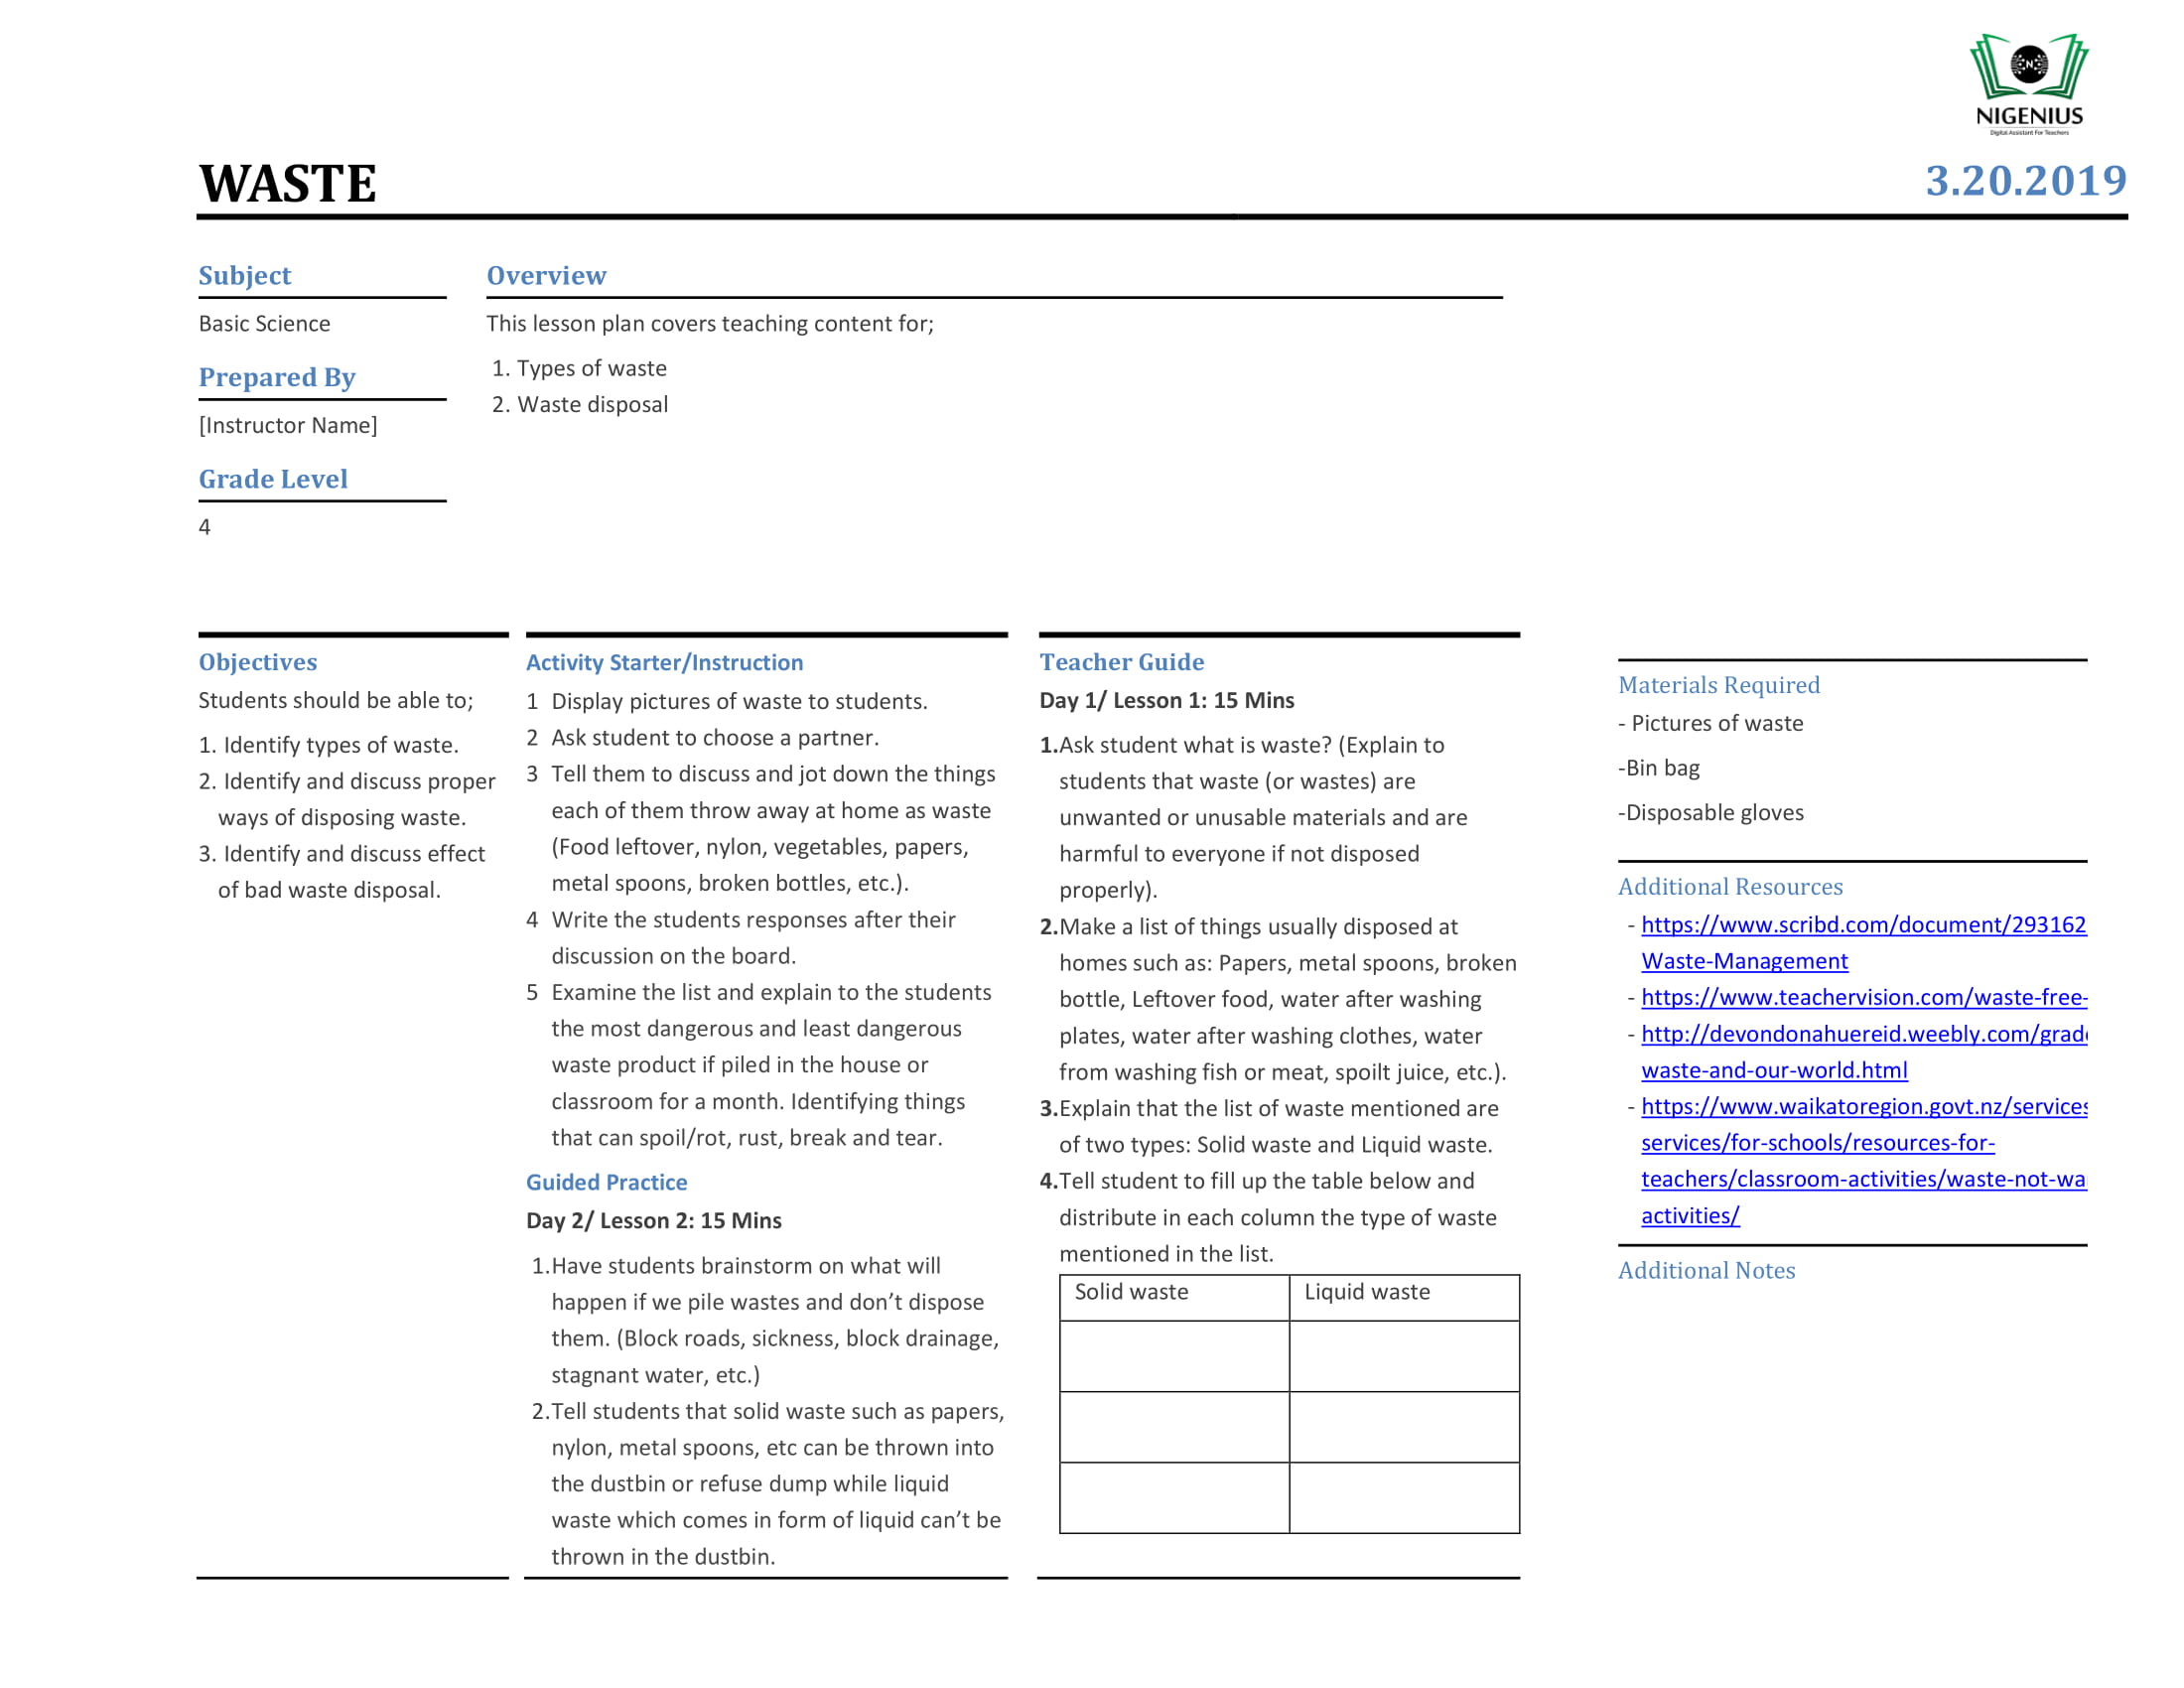 NIGENIUS
Digital Assistant For Teachers
WASTE
3.20.2019
Subject
Basic Science
Prepared By
[Instructor Name]
Grade Level
4
Overview
This lesson plan covers teaching content for;
1. Types of waste
2. Waste disposal
Objectives
Students should be able to;
1. Identify types of waste.
2. Identify and discuss proper
ways of disposing waste.
3. Identify and discuss effect
of bad waste disposal.
Activity Starter/Instruction
1 Display pictures of waste to students.
2 Ask student to choose a partner.
3 Tell them to discuss and jot down the things
each of them throw away at home as waste
(Food leftover, nylon, vegetables, papers,
metal spoons, broken bottles, etc.).
4 Write the students responses after their
discussion on the board.
5 Examine the list and explain to the students
the most dangerous and least dangerous
waste product if piled in the house or
classroom for a month. Identifying things
that can spoil/rot, rust, break and tear.
Guided Practice
Day 2/ Lesson 2: 15 Mins
1.Have students brainstorm on what will
happen if we pile wastes and don’t dispose
them. (Block roads, sickness, block drainage,
stagnant water, etc.)
2.Tell students that solid waste such as papers,
nylon, metal spoons, etc can be thrown into
the dustbin or refuse dump while liquid
waste which comes in form of liquid can’t be
thrown in the dustbin.
Teacher Guide
Day 1/ Lesson 1: 15 Mins
1.Ask student what is waste? (Explain to
students that waste (or wastes) are
unwanted or unusable materials and are
harmful to everyone if not disposed
properly).
2.Make a list of things usually disposed at
homes such as: Papers, metal spoons, broken
bottle, Leftover food, water after washing
plates, water after washing clothes, water
from washing fish or meat, spoilt juice, etc.).
3.Explain that the list of waste mentioned are
of two types: Solid waste and Liquid waste.
4.Tell student to fill up the table below and
distribute in each column the type of waste
mentioned in the list.
Solid waste
Liquid waste
Materials Required
- Pictures of waste
-Bin bag
-Disposable gloves
Additional Resources
- https://www.scribd.com/document/293162
Waste-Management
- https://www.teachervision.com/waste-free-
- http://devondonahuereid.weebly.com/grade
waste-and-our-world.html
- https://www.waikatoregion.govt.nz/services
services/for-schools/resources-for-
teachers/classroom-activities/waste-not-wa
activities/
Additional Notes